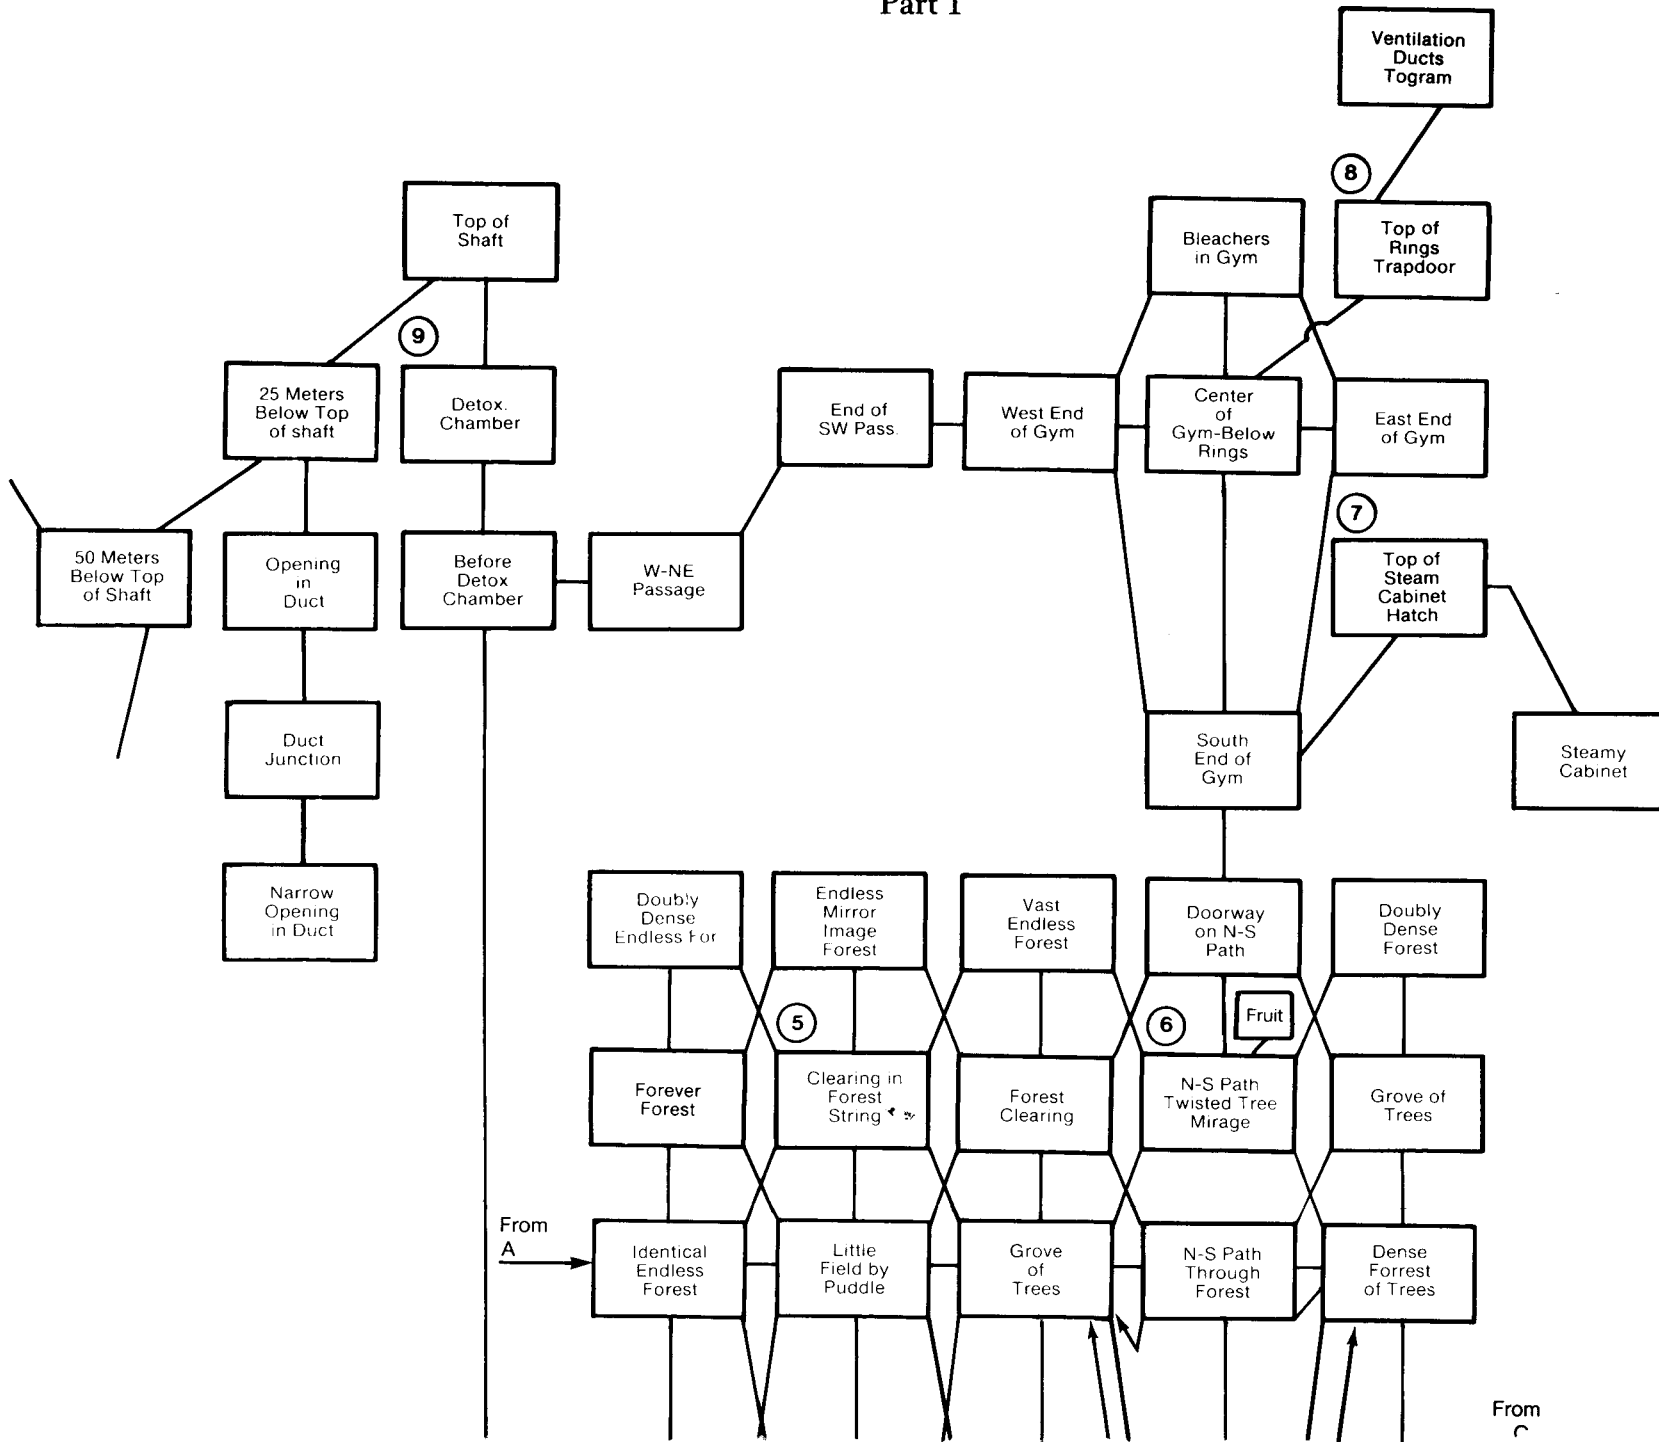 Part 1
Ventilation
Ducts
Togram
8
Top of
Shaft
Bleachers
in Gym
Top of
Rings
Trapdoor
9
25 Meters
Below Top
of shaft
Detox.
Chamber
End of
SW Pass.
West End
of Gym
Center
of
Gym-Below
Rings
East End
of Gym
7
50 Meters
Below Top
of Shaft
Opening
in
Duct
Before
Detox
Chamber
W-NE
Passage
Top of
Steam
Cabinet
Hatch
Duct
Junction
South
End of
Gym
Steamy
Cabinet
Narrow
Opening
in Duct
Doubly
Dense
Endless For
Endless
Mirror
Image
Forest
Vast
Endless
Forest
Doorway
on N-S
Path
Doubly
Dense
Forest
5
6
Fruit
Forever
Forest
Clearing in
Forest
String
Forest
Clearing
N-S Path
Twisted Tree
Mirage
Grove of
Trees
From
A
Identical
Endless
Forest
Little
Field by
Puddle
Grove
of
Trees
N-S Path
Through
Forest
Dense
Forrest
of Trees
From